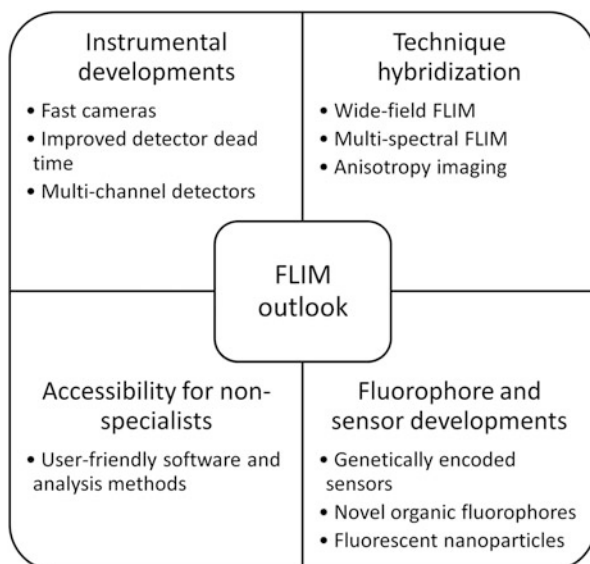 Instrumental
developments
• Fast cameras
• Improved detector dead
time
• Multi-channel detectors
Technique
hybridization
• Wide-field FLIM
• Multi-spectral FLIM
• Anisotropy imaging
FLIM
outlook
Accessibility for non-
specialists
• User-friendly software and
analysis methods
Fluorophore and
sensor developments
• Genetically encoded
sensors
• Novel organic fluorophores
• Fluorescent nanoparticles